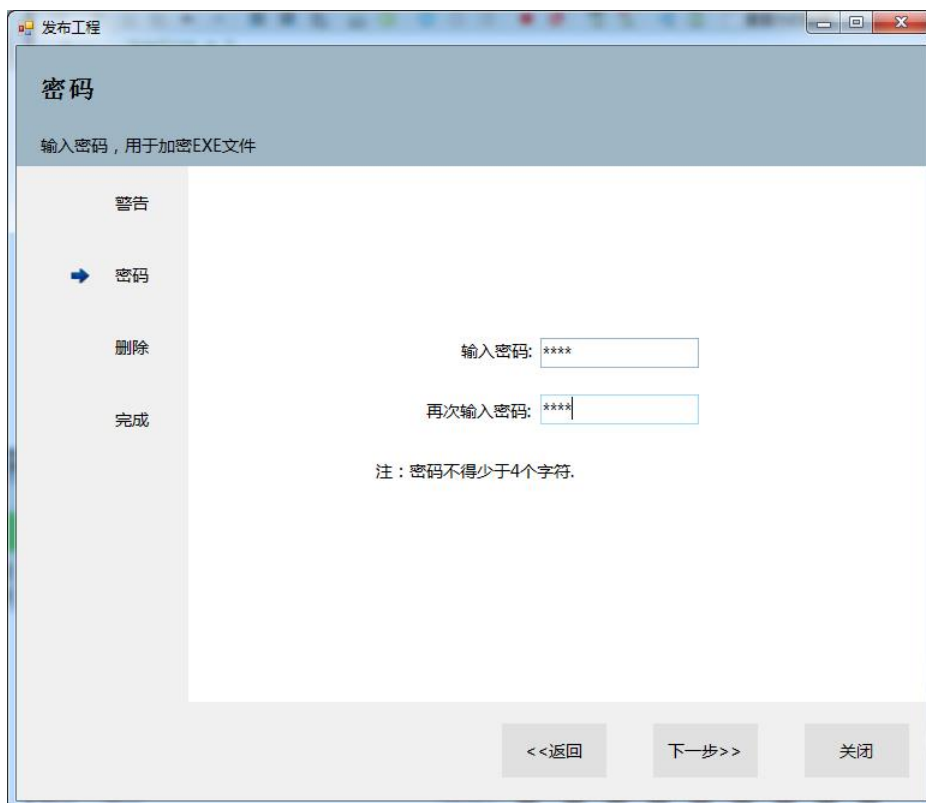 发布工程
密码
输入密码，用于加密EXE文件
警告
密码
删除
完成
输入密码: ****
再次输入密码: ****
注：密码不得少于4个字符.
<<返回
下一步>>
关闭